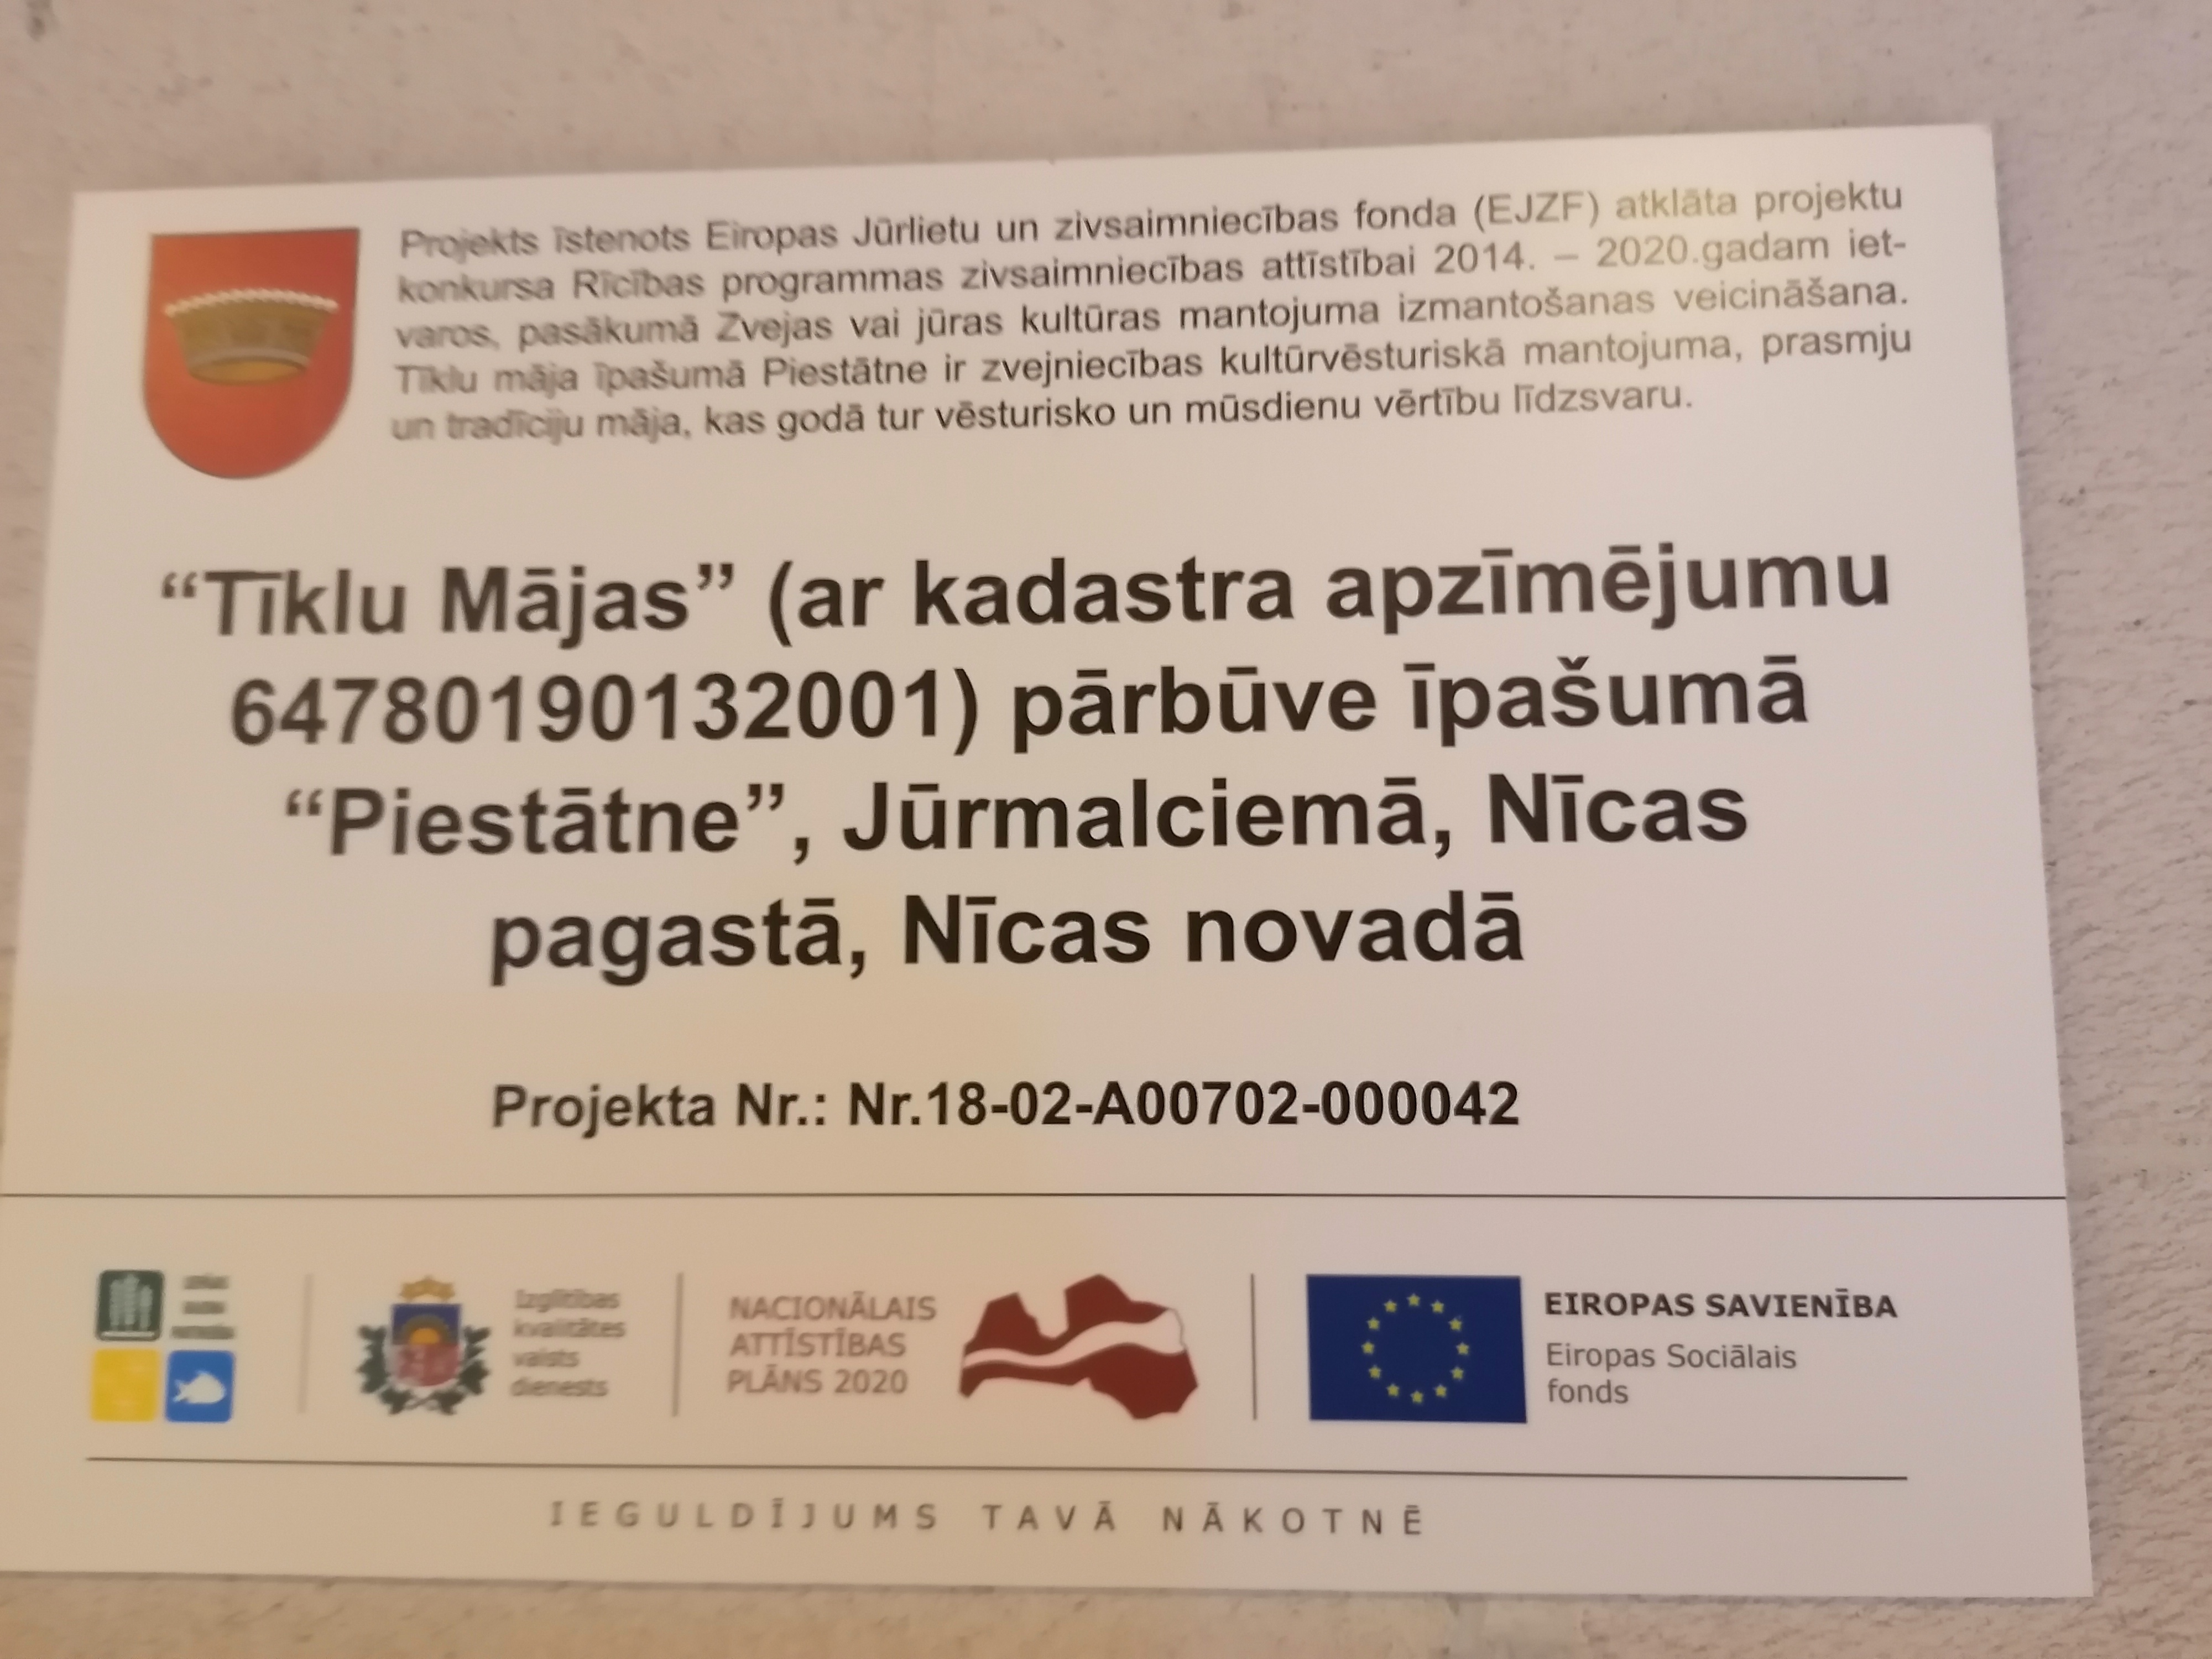 Projekts īstenots Eiropas Jūrlietu un zivsaimniecības fonda (EJZF) atklāta projektu
konkursa Rīcības programmas zivsaimniecības attīstībai 2014. – 2020.gadam iet-
varos, pasākumā Zvejas vai jūras kultūras mantojuma izmantošanas veicināšana.
Tīklu māja īpašumā Piestātne ir zvejniecības kultūrvēsturiskā mantojuma, prasmju
un tradīciju māja, kas godā tur vēsturisko un mūsdienu vērtību līdzsvaru.
“Tīklu Mājas” (ar kadastra apzīmējumu
64780190132001) pārbūve īpašumā
“Piestātne”, Jūrmalciemā, Nīcas
pagastā, Nīcas novadā
Projekta Nr.: Nr.18-02-A00702-000042
Izglītības
kvalitātes
valsts
dienests
NACIONĀLAIS
ATTĪSTĪBAS
PLĀNS 2020
EIROPAS SAVIENĪBA
Eiropas Sociālais
fonds
IEGULDĪJUMS TAVĀ NĀKOTNĒ